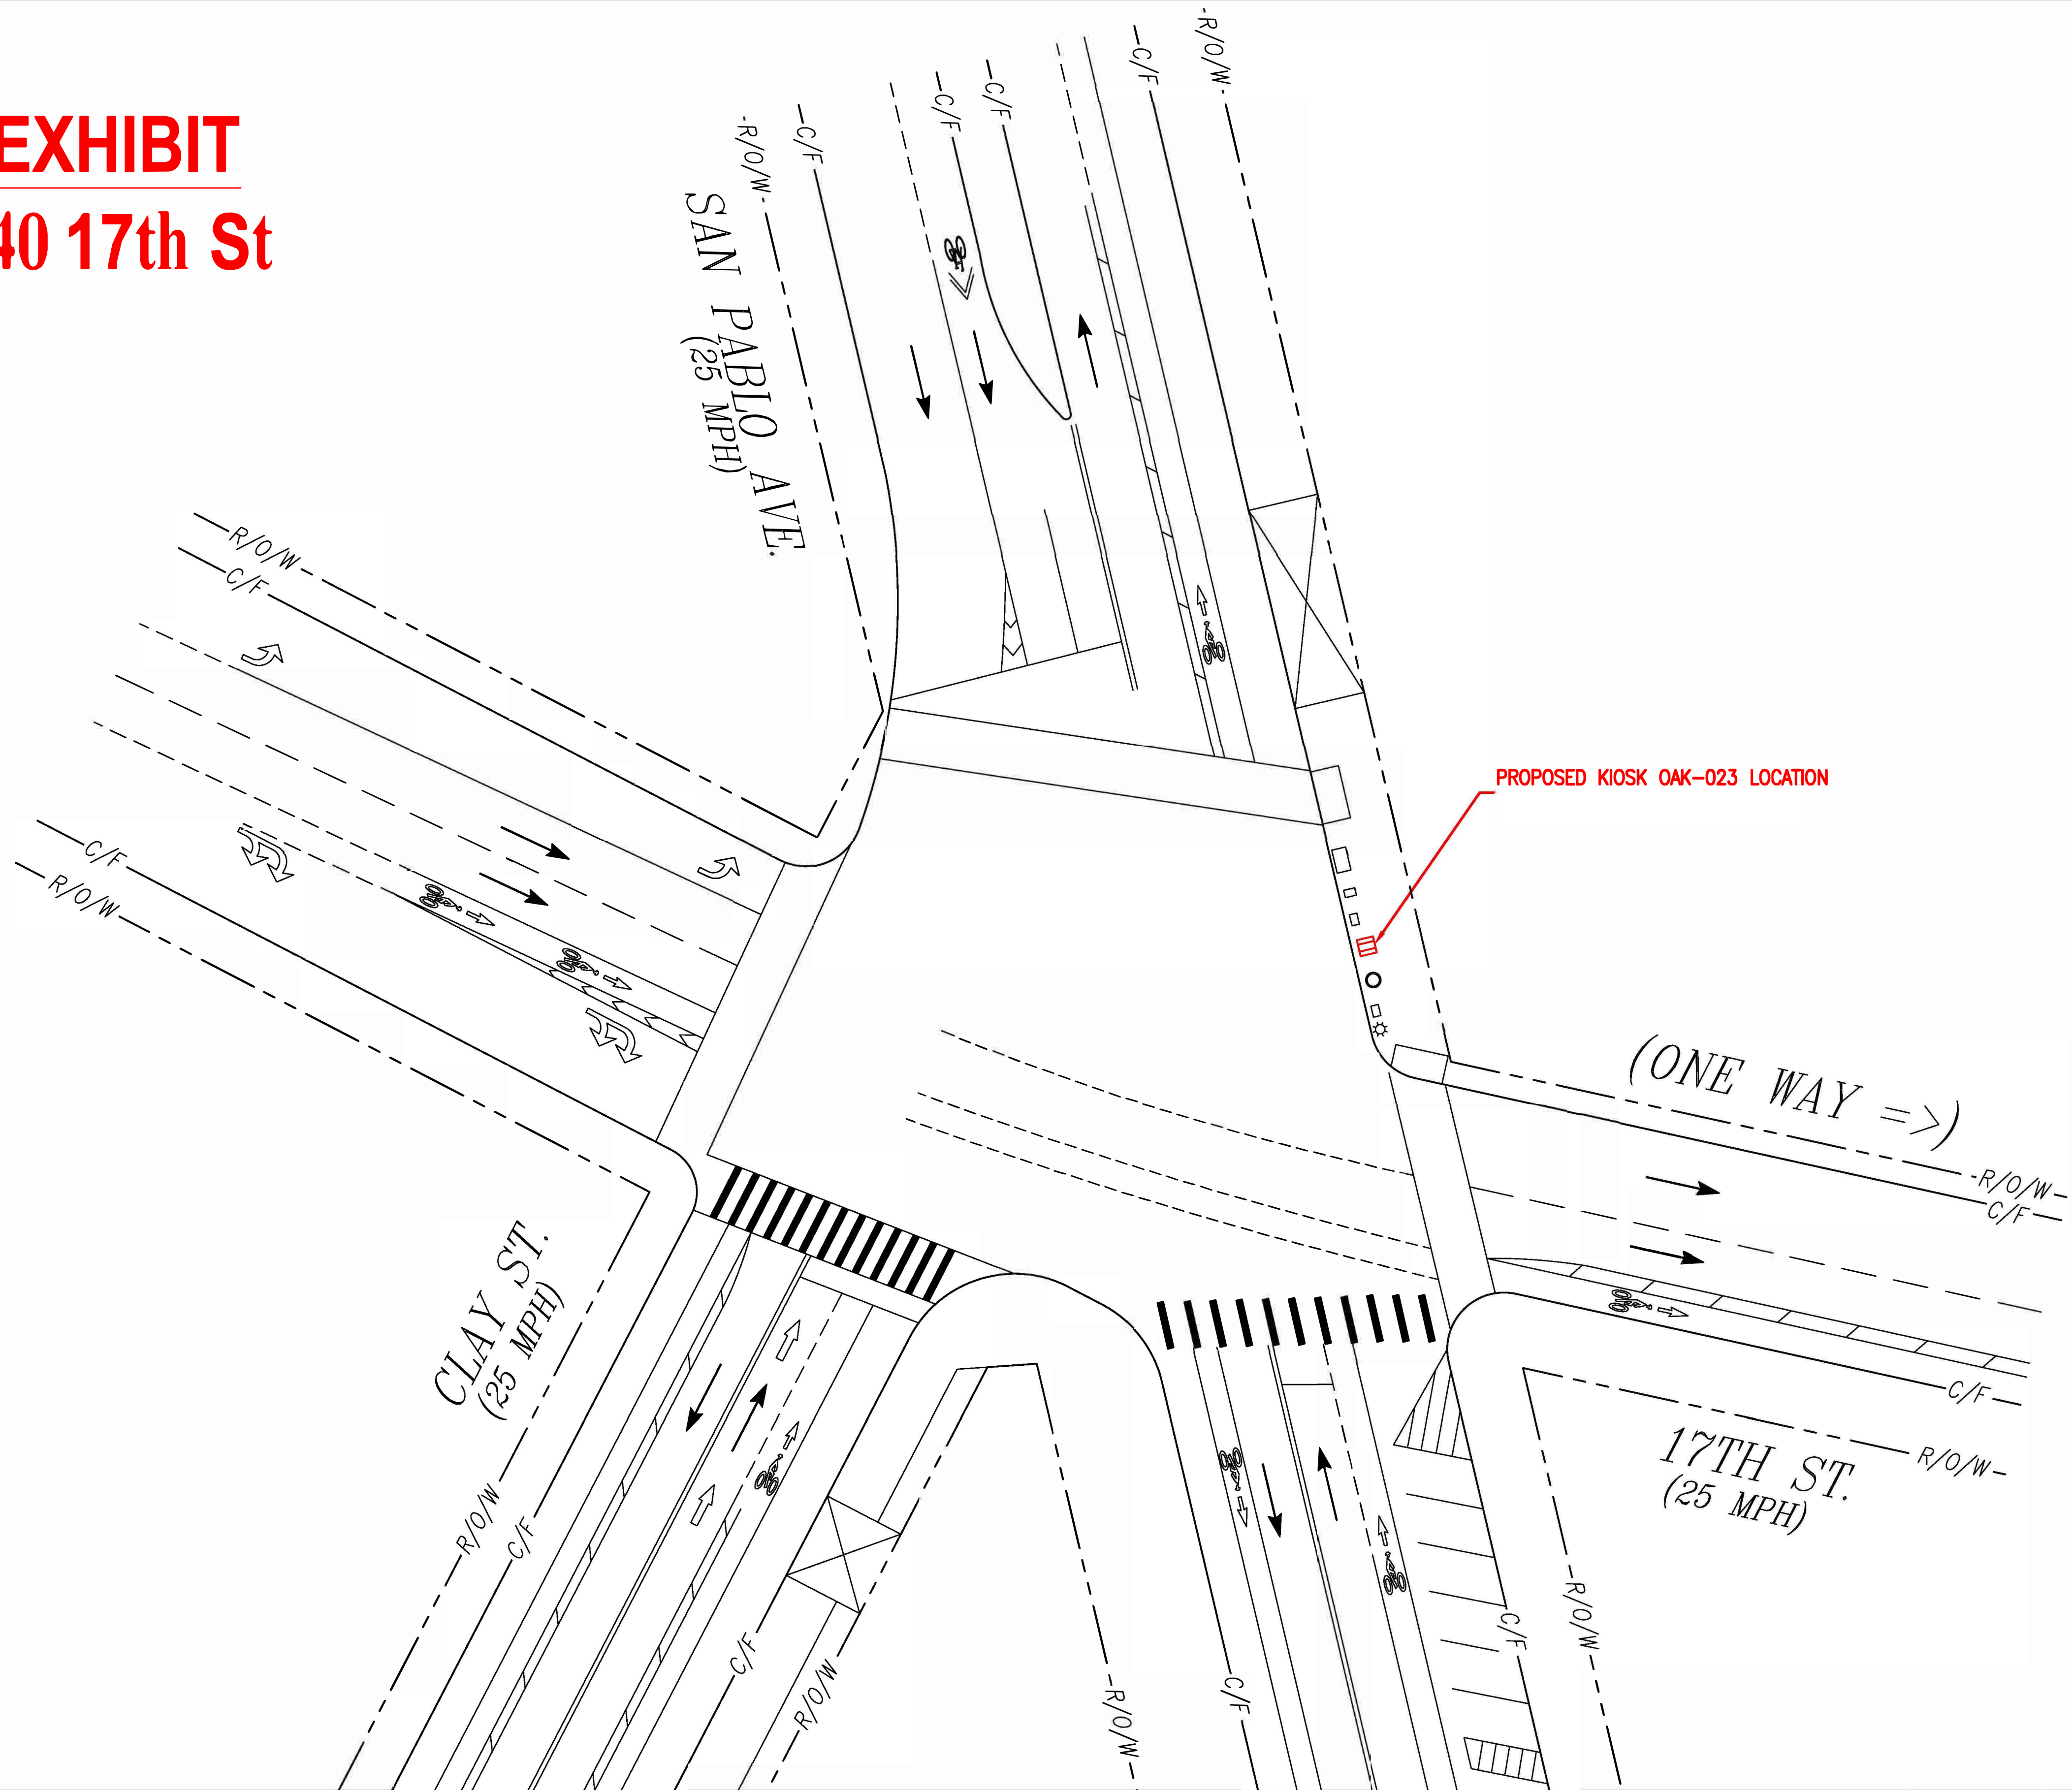 EXHIBIT
40 17th St
-R/O/W-
C/F
C/F
C/F
C/F
-R/O/W-
SAN PABLO AVE.
(25 MPH)
R/O/W
C/F
PROPOSED KIOSK OAK-023 LOCATION
C/F
R/O/W
(ONE WAY =>)
-R/O/W-
C/F
CLAY ST.
(25 MPH)
C/F
17TH ST.
(25 MPH)
R/O/W-
R/O/W
C/F
C/F
R/O/W
R/O/W
C/F
C/F
R/O/W